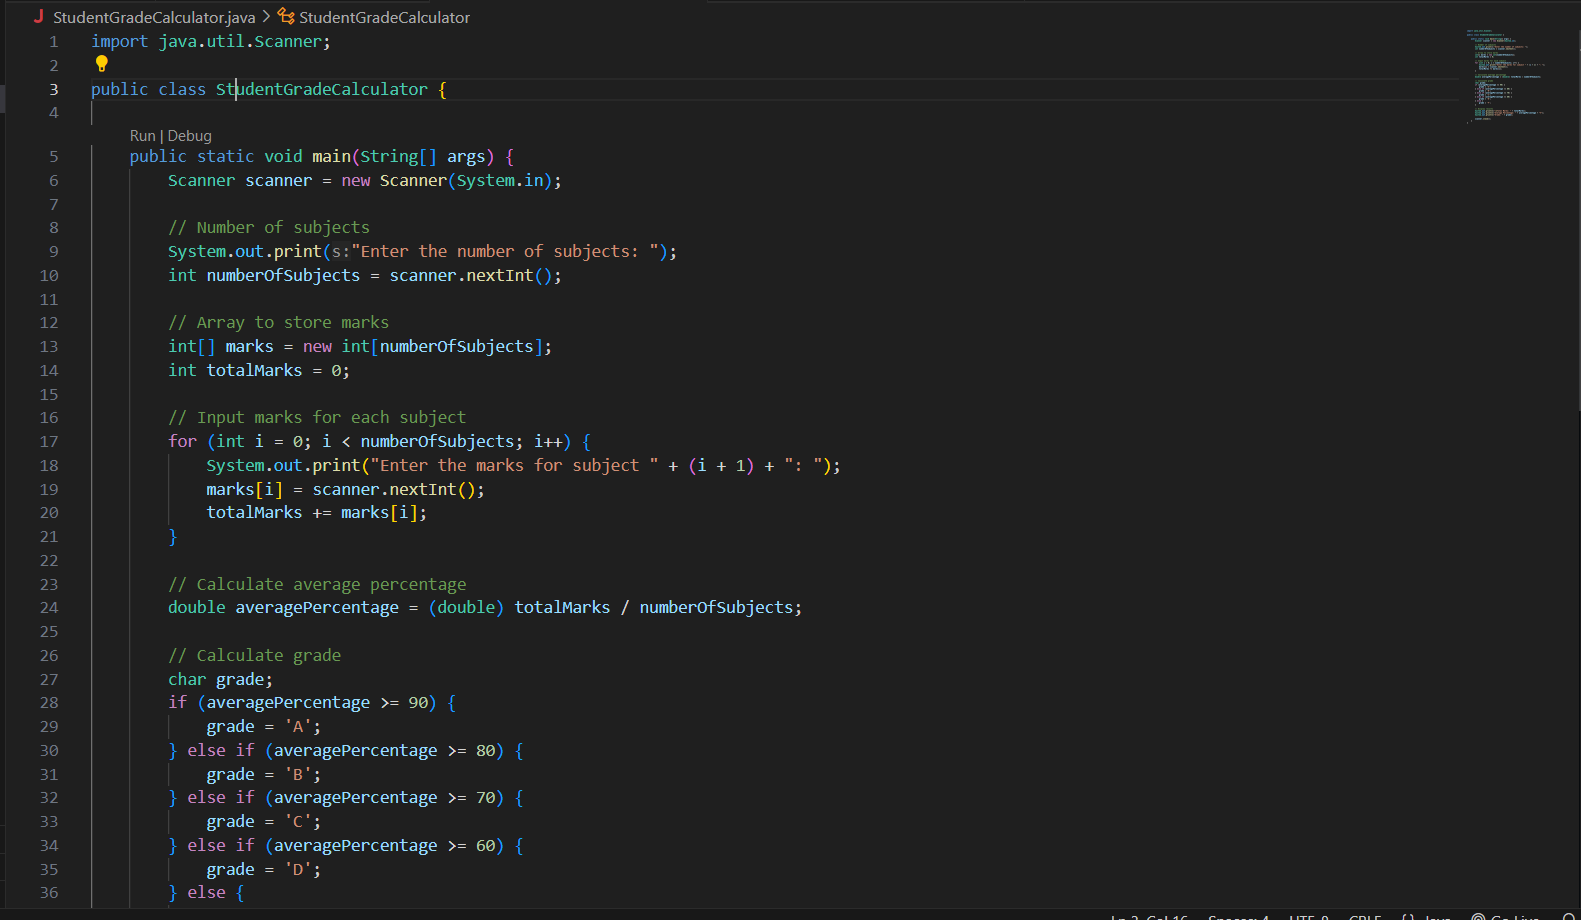 StudentGradeCalculator.java > StudentGradeCalculator
1 import java.util.Scanner;
2
3 public class StudentGradeCalculator {
4
Run | Debug
5 public static void main(String[] args) {
6 Scanner scanner = new Scanner(System.in);
7
8 // Number of subjects
9 System.out.print(s:"Enter the number of subjects: ");
10 int numberOfSubjects = scanner.nextInt();
11
12 // Array to store marks
13 int[] marks = new int[numberOfSubjects];
14 int totalMarks = 0;
15
16 // Input marks for each subject
17 for (int i = 0; i < numberOfSubjects; i++) {
18 System.out.print("Enter the marks for subject " + (i + 1) + ": ");
19 marks[i] = scanner.nextInt();
20 totalMarks += marks[i];
21 }
22
23 // Calculate average percentage
24 double averagePercentage = (double) totalMarks / numberOfSubjects;
25
26 // Calculate grade
27 char grade;
28 if (averagePercentage >= 90) {
29 grade = 'A';
30 } else if (averagePercentage >= 80) {
31 grade = 'B';
32 } else if (averagePercentage >= 70) {
33 grade = 'C';
34 } else if (averagePercentage >= 60) {
35 grade = 'D';
36 } else {